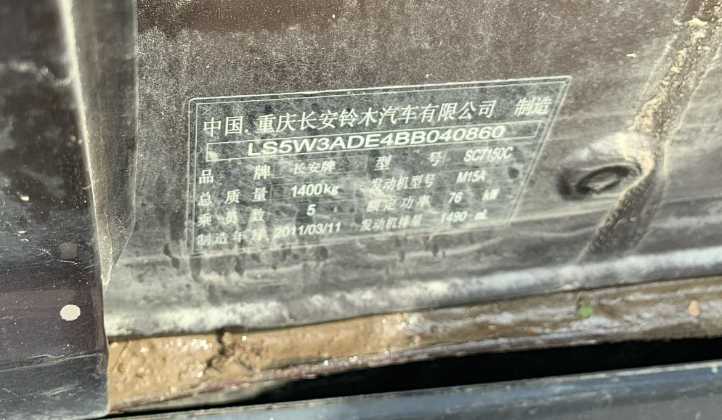 中国.重庆长安铃木汽车有限公司 制造
LS5W3ADE4BB040860
品牌 长安牌 型号 SC7150C
总质量 1400kg 发动机型号 M15A
乘员数 5 额定功率 76 kW
制造年月 2011/03/11 发动机排量 1490 mL